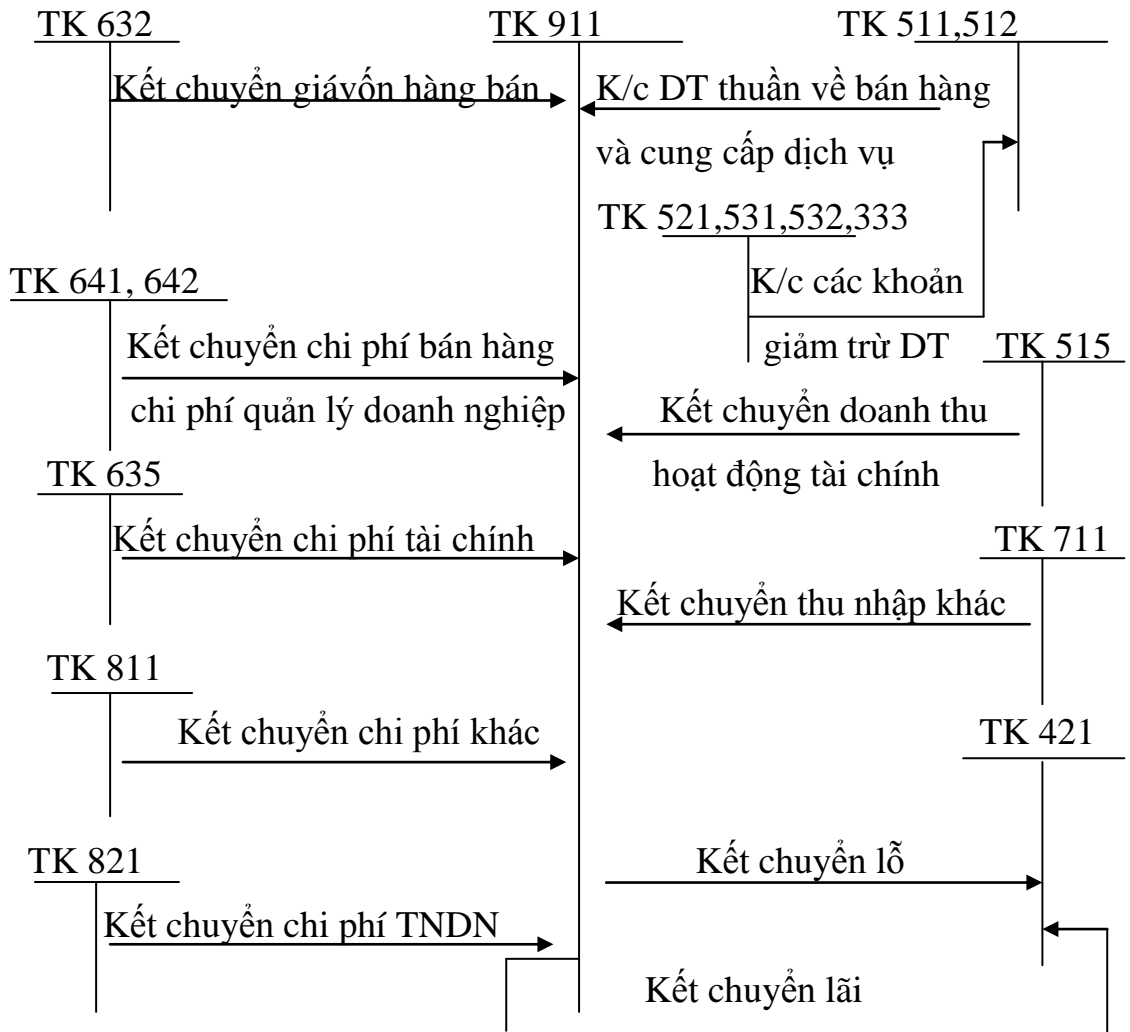 TK 632 TK 911 TK 511,512
Kết chuyển giávốn hàng bán K/c DT thuần về bán hàng
và cung cấp dịch vụ
TK 521,531,532,333
TK 641, 642 K/c các khoản
Kết chuyển chi phí bán hàng giảm trừ DT TK 515
chi phí quản lý doanh nghiệp Kết chuyển doanh thu
TK 635 hoạt động tài chính
Kết chuyển chi phí tài chính TK 711
Kết chuyển thu nhập khác
TK 811
Kết chuyển chi phí khác TK 421
TK 821 Kết chuyển lỗ
Kết chuyển chi phí TNDN
Kết chuyển lãi